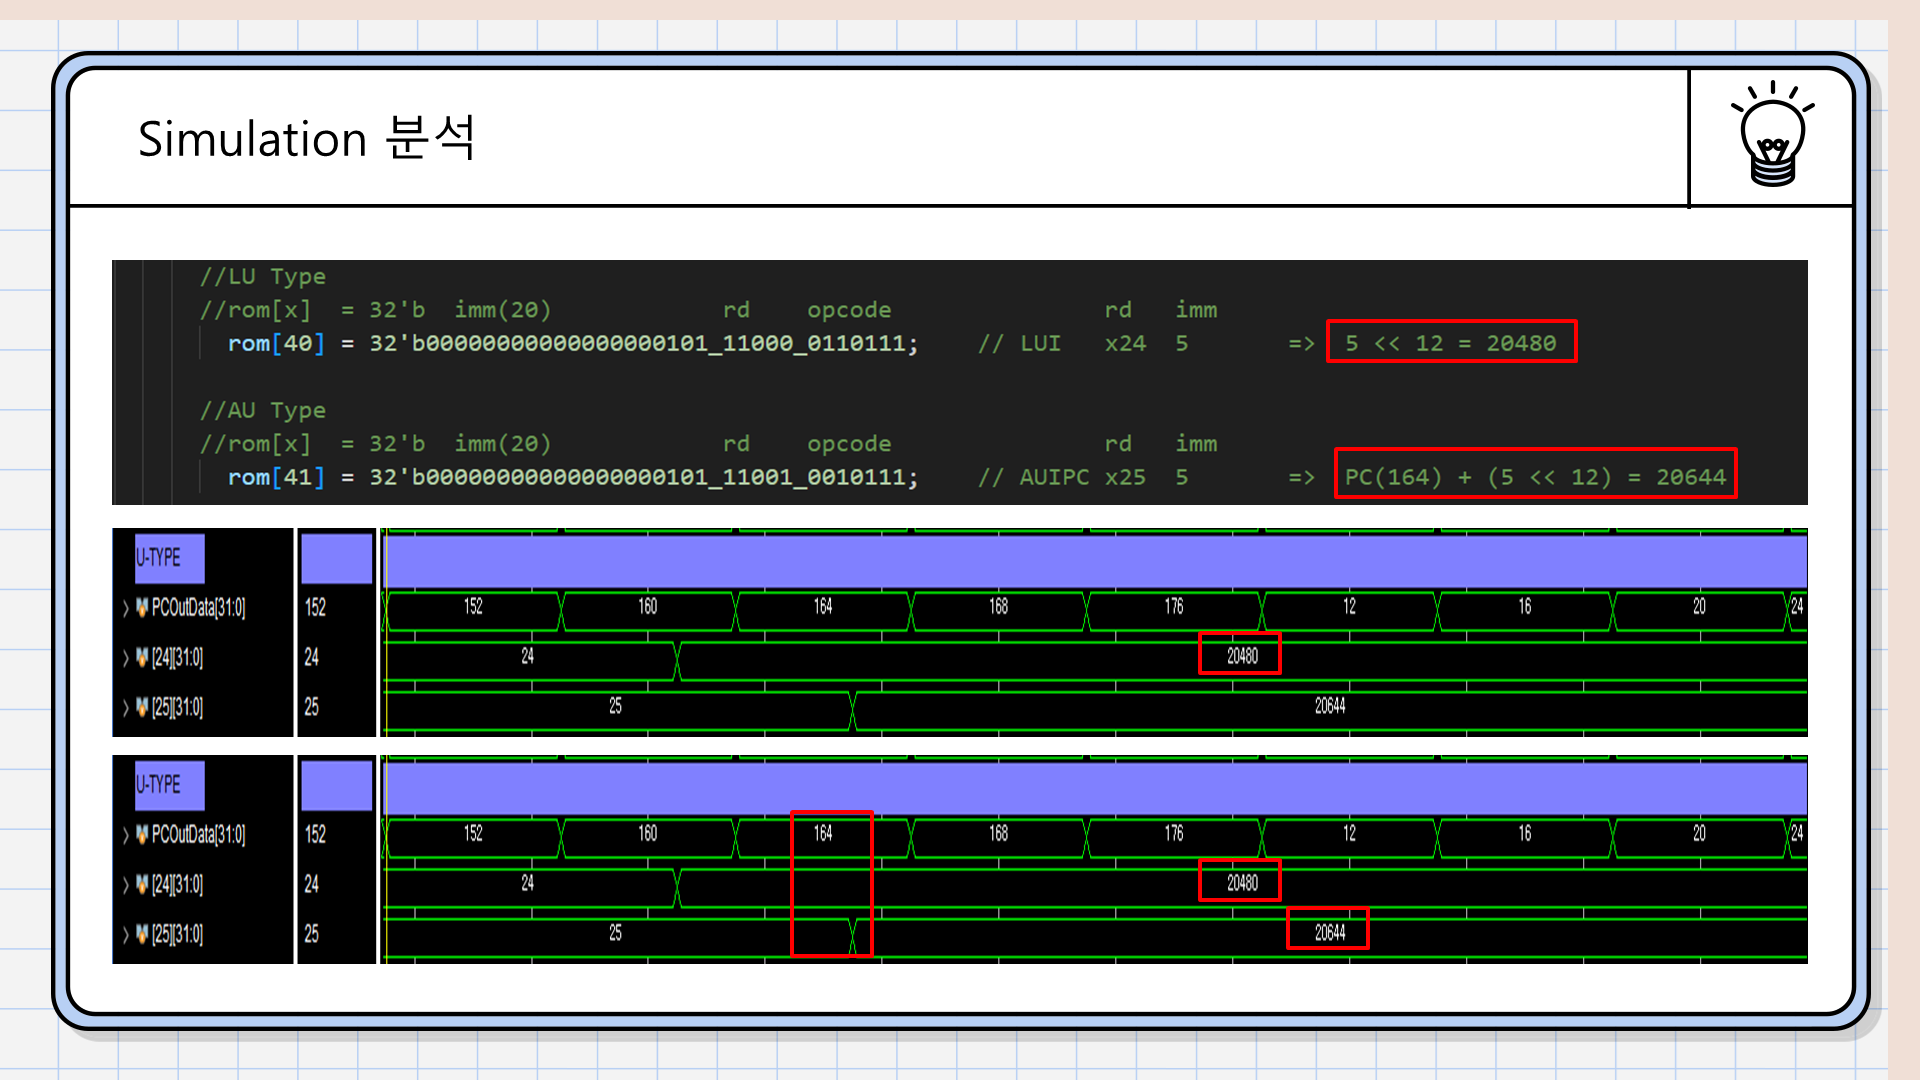 Simulation 분석
//LU Type
//rom[x] = 32'b imm(20) rd opcode rd imm
rom[40] = 32'b00000000000000000101_11000_0110111; // LUI x24 5 => 5 << 12 = 20480
//AU Type
//rom[x] = 32'b imm(20) rd opcode rd imm
rom[41] = 32'b00000000000000000101_11001_0010111; // AUIPC x25 5 => PC(164) + (5 << 12) = 20644
U-TYPE
PCOutData[31:0] 152 152 160 164 168 176 12 16 20 24
[24][31:0] 24 24 20480
[25][31:0] 25 25 20644
U-TYPE
PCOutData[31:0] 152 152 160 164 168 176 12 16 20 24
[24][31:0] 24 24 20480
[25][31:0] 25 25 20644